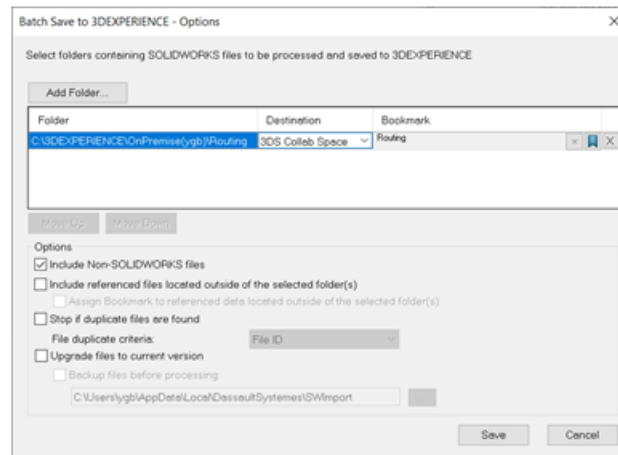 Batch Save to 3DEXPERIENCE - Options
Select folders containing SOLIDWORKS files to be processed and saved to 3DEXPERIENCE
Add Folder...
Folder Destination Bookmark
C:\3DEXPERIENCE\OnPremise(ygb)\Routing 3DS Collab Space Routing
Move Up Move Down
Options
Include Non-SOLIDWORKS files
Include referenced files located outside of the selected folder(s)
Assign Bookmark to referenced data located outside of the selected folder(s)
Stop if duplicate files are found
File duplicate criteria: File ID
Upgrade files to current version
Backup files before processing:
C:\Users\ygb\AppData\Local\DassaultSystemes\SWImport
Save Cancel